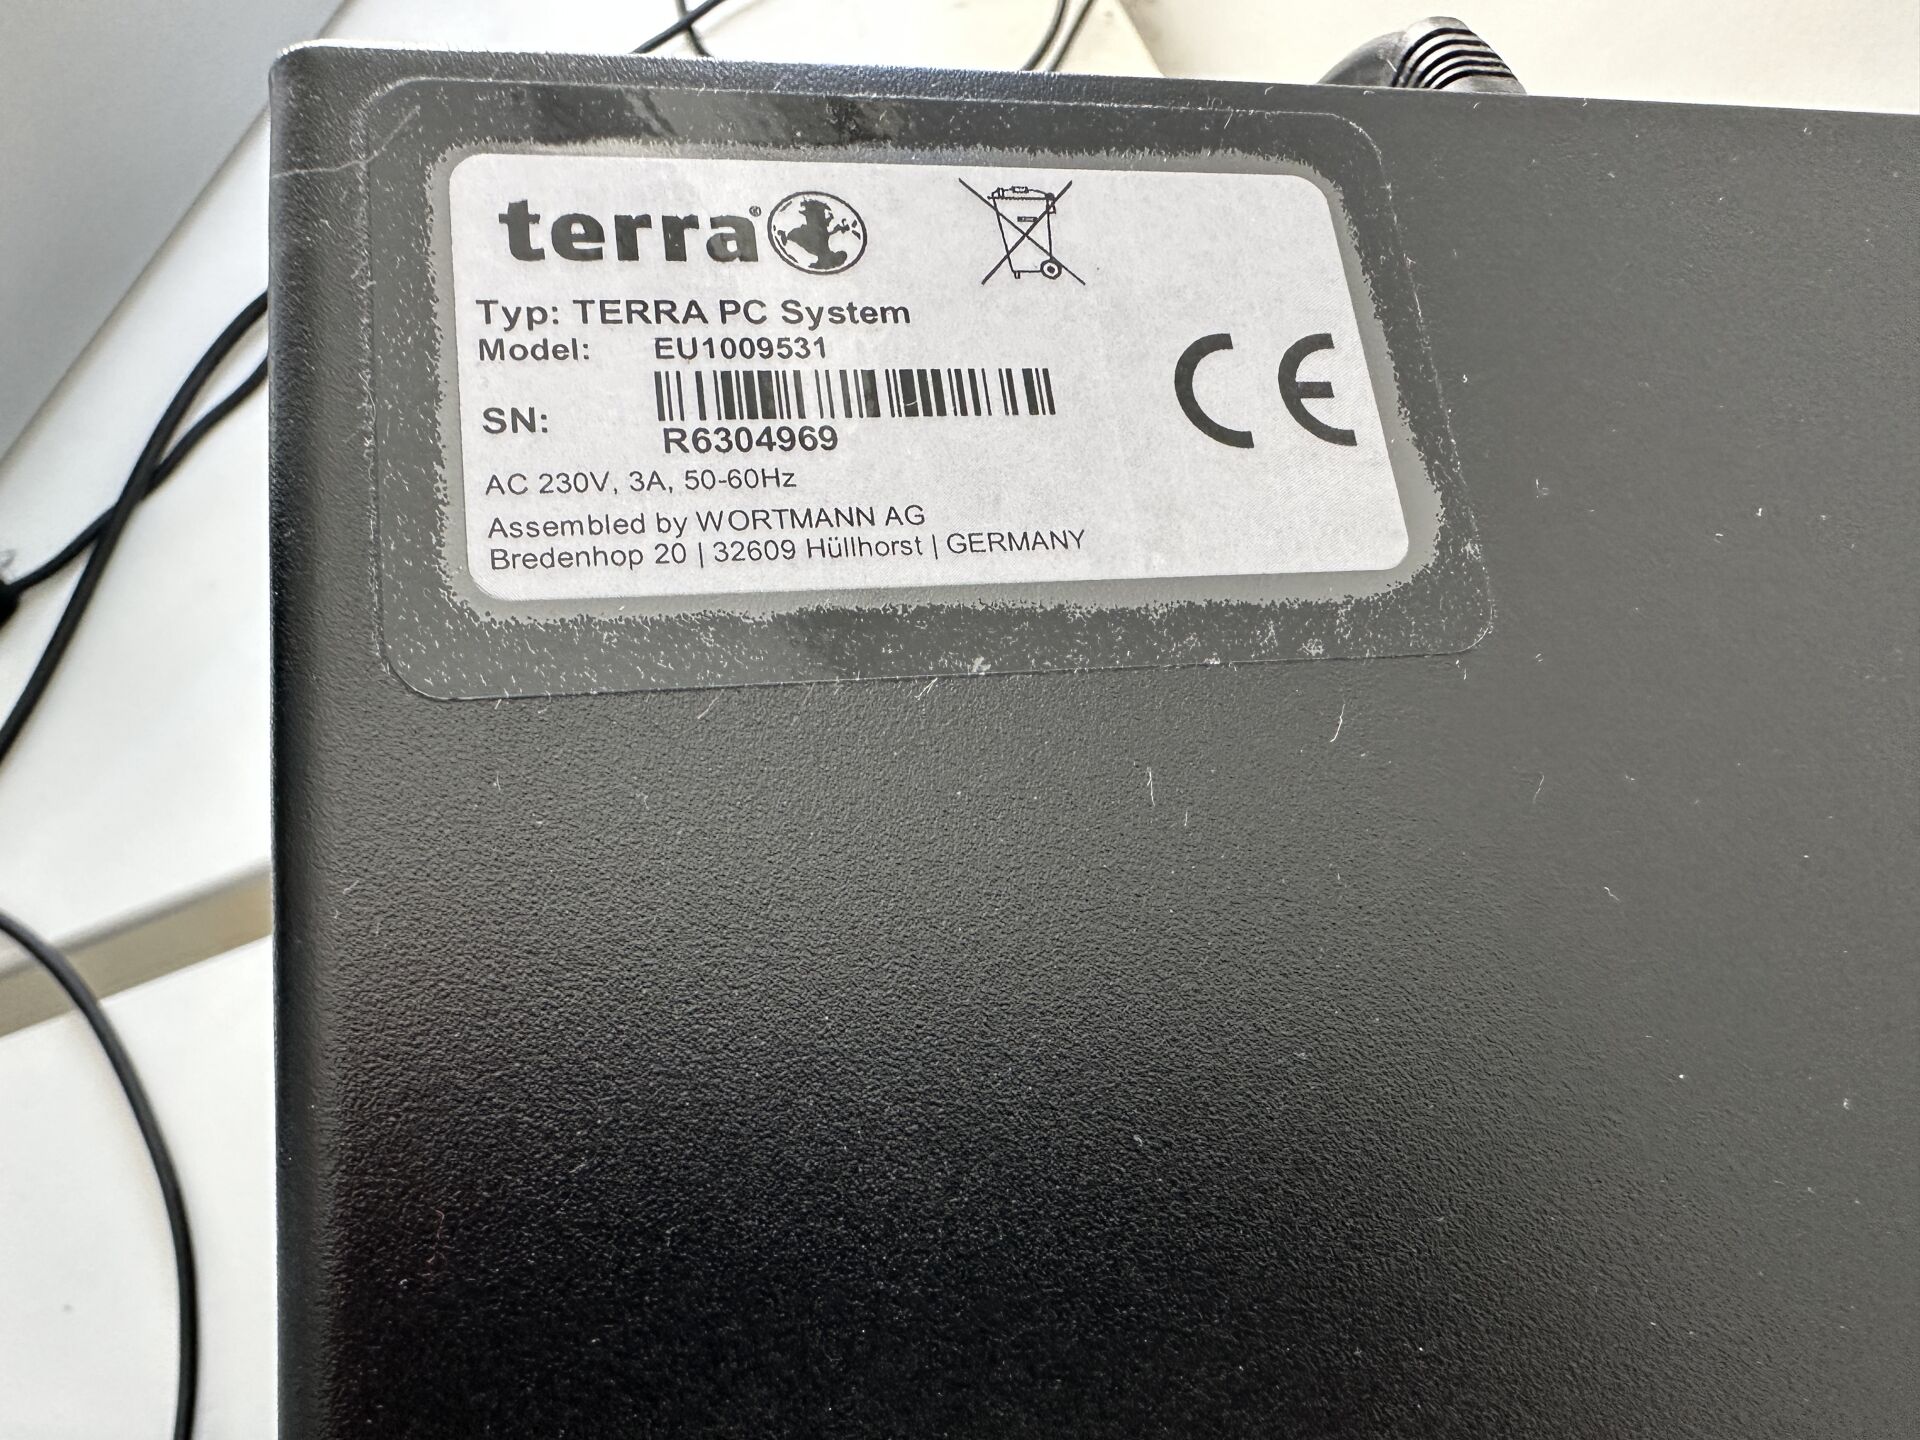 terra®
Typ: TERRA PC System
Model: EU1009531
SN:
R6304969
AC 230V, 3A, 50-60Hz
Assembled by WORTMANN AG
Bredenhop 20 | 32609 Hüllhorst | GERMANY
CE